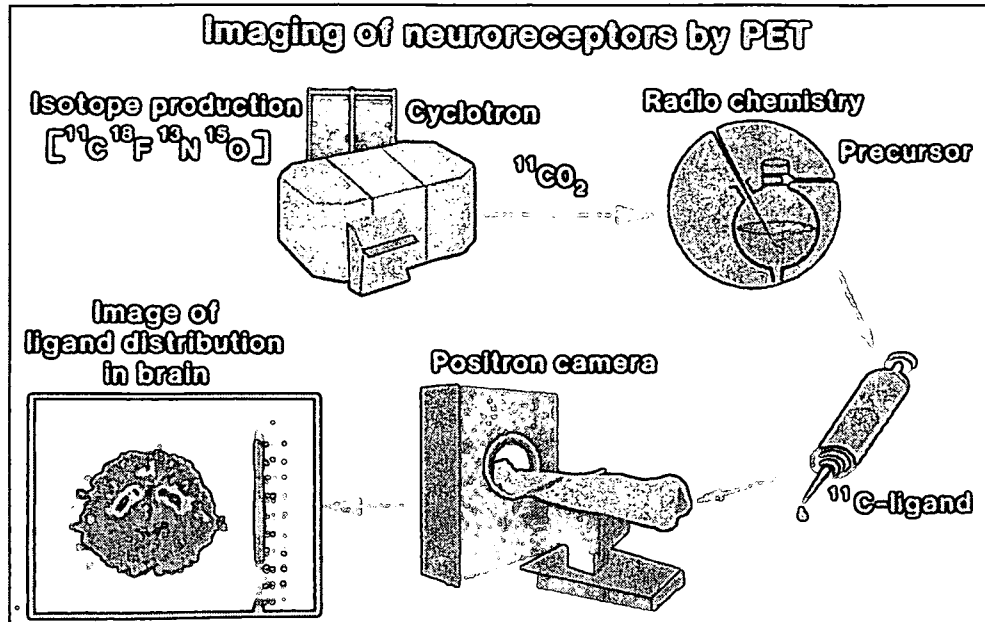 Imaging of neuroreceptors by PET
Isotope production
[¹¹C ¹⁸F ¹³N ¹⁵O]
Cyclotron
¹¹CO₂
Radio chemistry
Precursor
¹¹C-ligand
Positron camera
Image of
ligand distribution
in brain